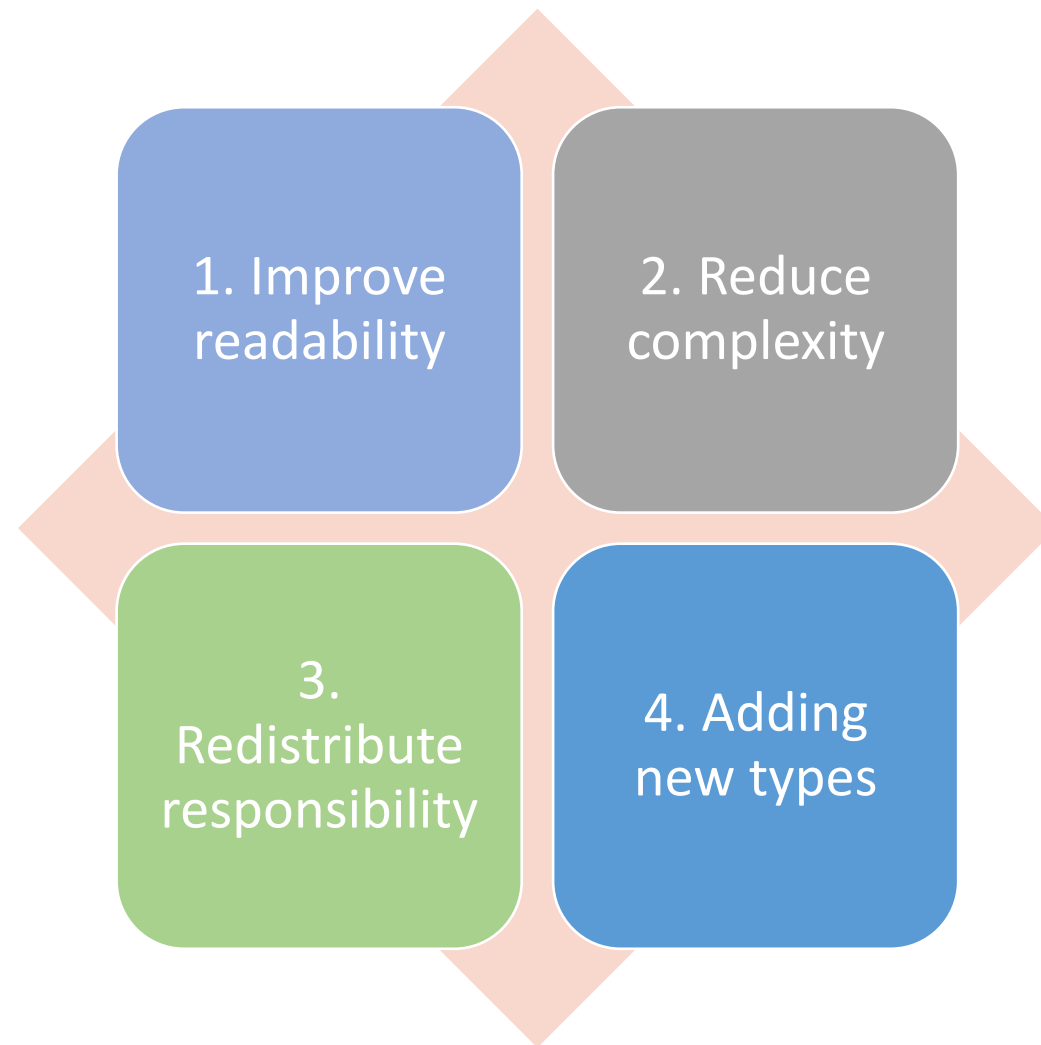 1. Improve
readability
2. Reduce
complexity
3.
Redistribute
responsibility
4. Adding
new types